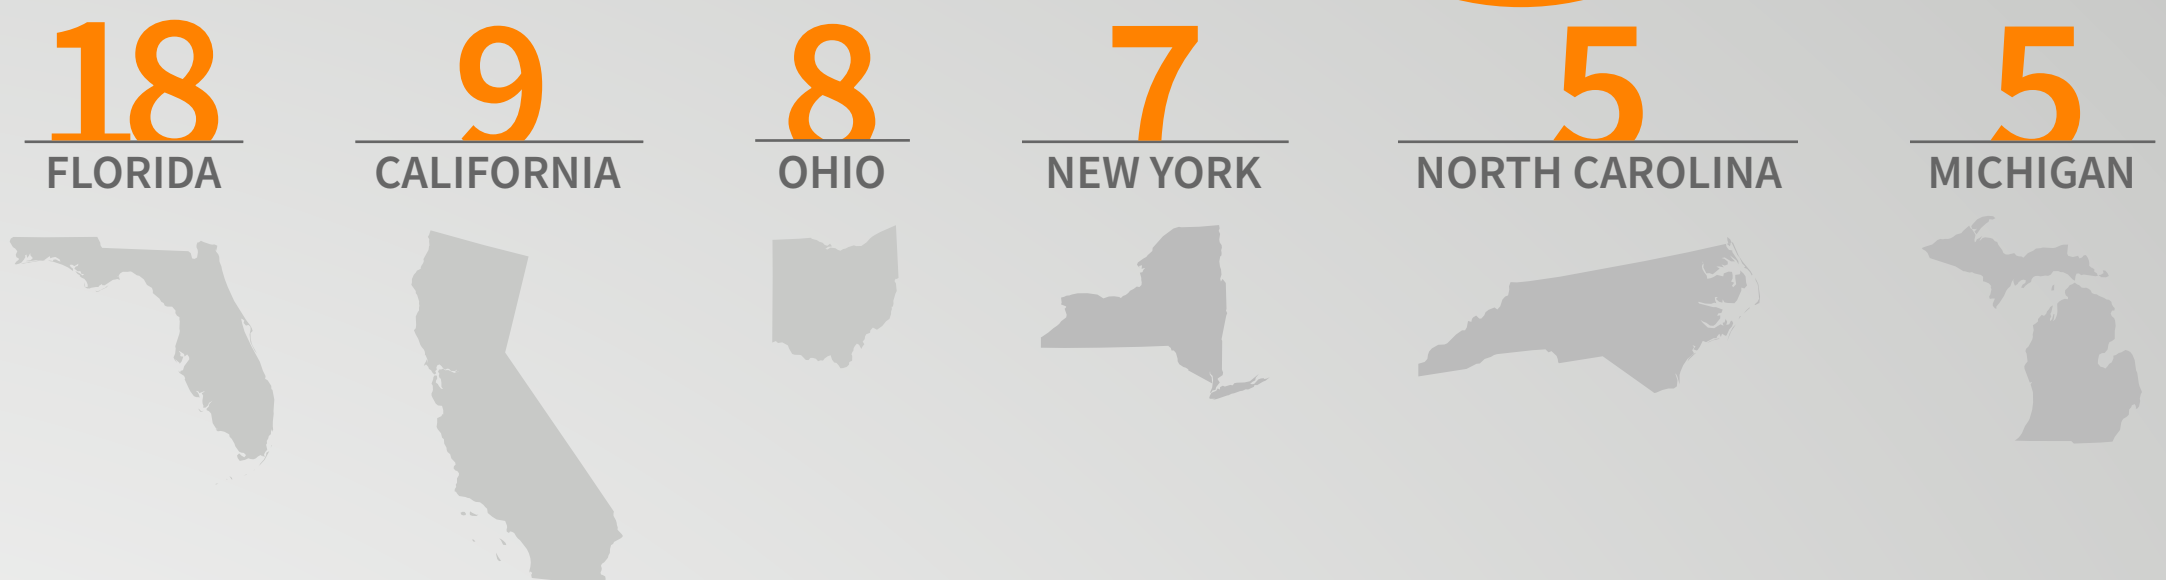 18 9 8 7 5 5
FLORIDA CALIFORNIA OHIO NEW YORK NORTH CAROLINA MICHIGAN